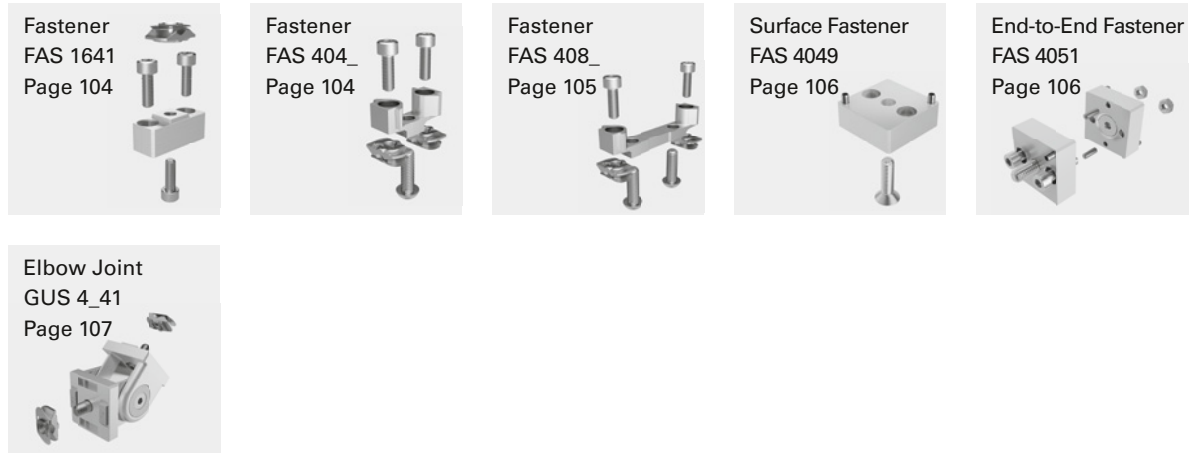 Fastener
FAS 1641
Page 104
Fastener
FAS 404_
Page 104
Fastener
FAS 408_
Page 105
Surface Fastener
FAS 4049
Page 106
End-to-End Fastener
FAS 4051
Page 106
Elbow Joint
GUS 4_41
Page 107